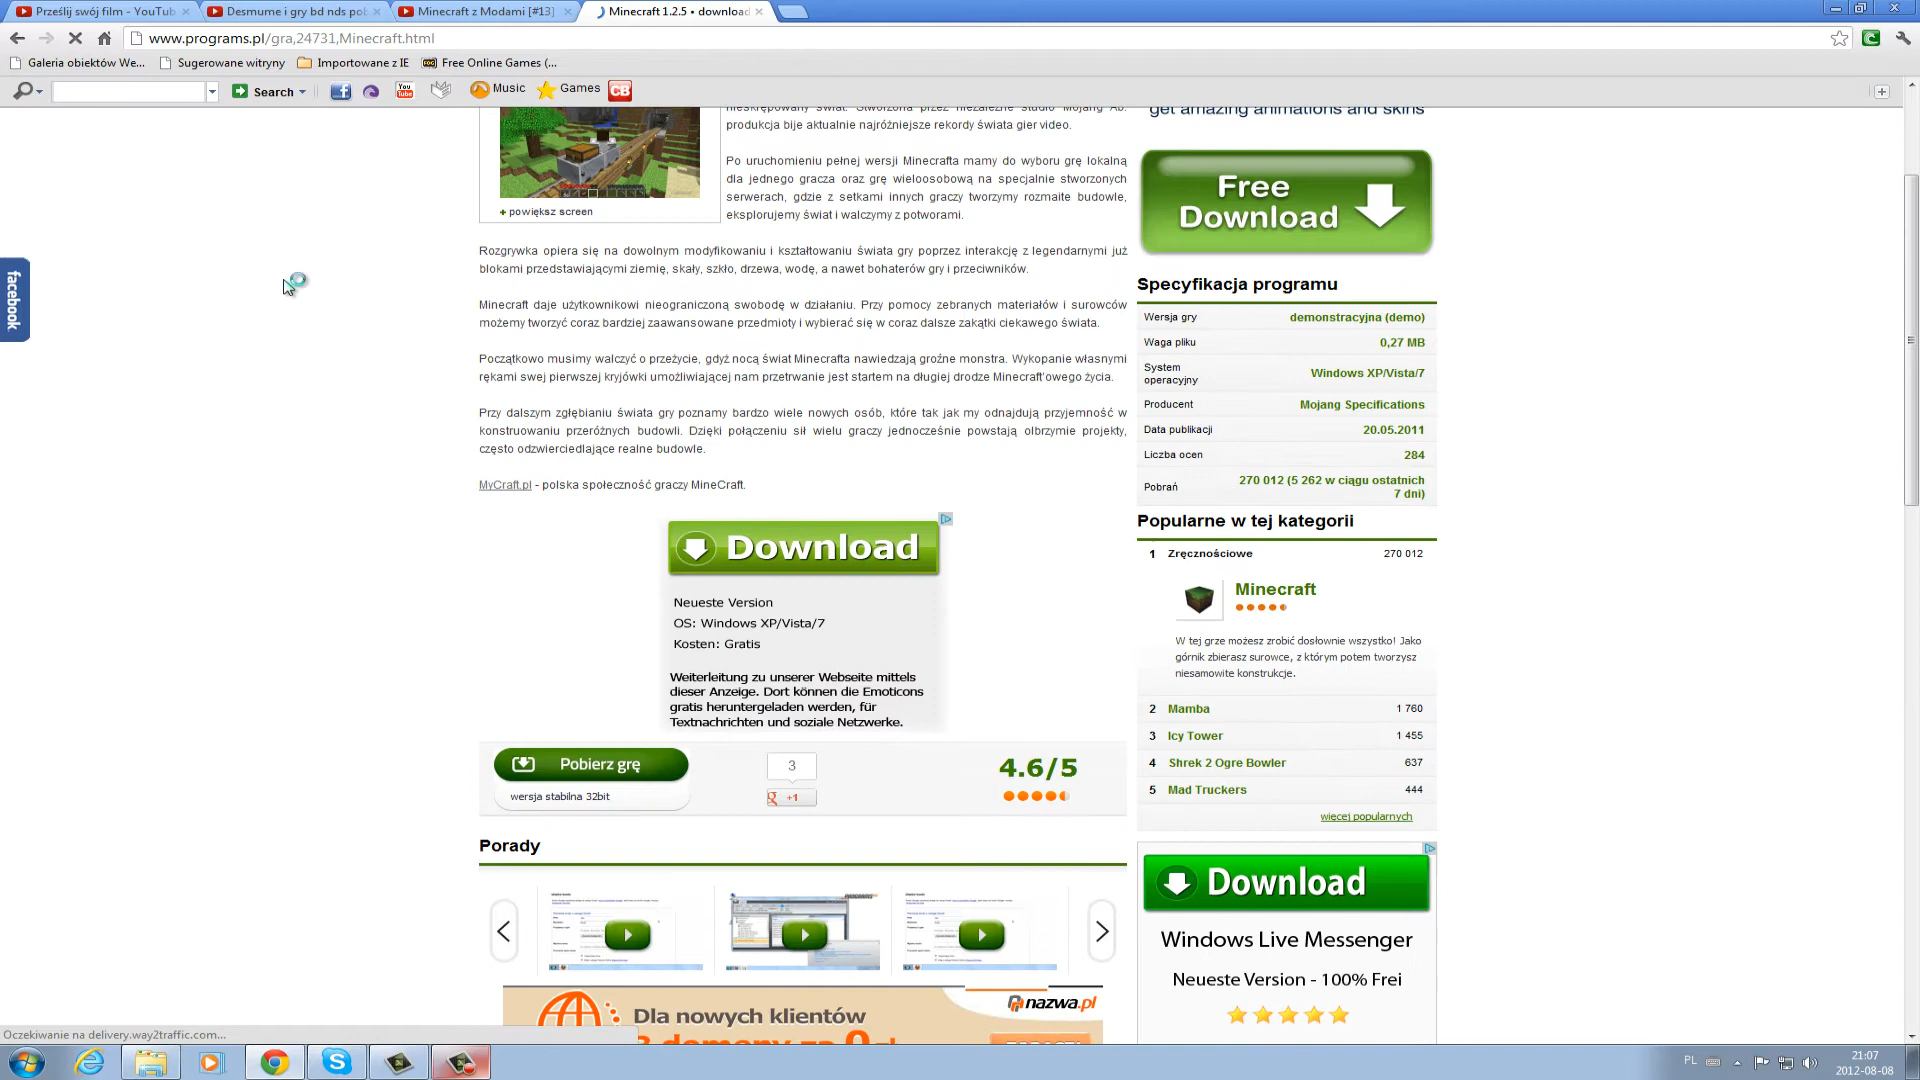 Prześlij swój film - YouTub
Desmume i gry bd nds pob
Minecraft z Modami [#13]
Minecraft 1.2.5 • download
www.programs.pl/gra,24731,Minecraft.html
Galeria obiektów We...
Sugerowane witryny
Importowane z IE
Free Online Games (...
Search
Music
Games
CB
produkcja bije aktualnie najróżniejsze rekordy świata gier video.
Po uruchomieniu pełnej wersji Minecrafta mamy do wyboru grę lokalną
dla jednego gracza oraz grę wieloosobową na specjalnie stworzonych
serwerach, gdzie z setkami innych graczy tworzymy rozmaite budowle,
eksplorujemy świat i walczymy z potworami.
powiększ screen
Rozgrywka opiera się na dowolnym modyfikowaniu i kształtowaniu świata gry poprzez interakcję z legendarnymi już
blokami przedstawiającymi ziemię, skały, szkło, drzewa, wodę, a nawet bohaterów gry i przeciwników.
Minecraft daje użytkownikowi nieograniczoną swobodę w działaniu. Przy pomocy zebranych materiałów i surowców
możemy tworzyć coraz bardziej zaawansowane przedmioty i wybierać się w coraz dalsze zakątki ciekawego świata.
Początkowo musimy walczyć o przeżycie, gdyż nocą świat Minecrafta nawiedzają groźne monstra. Wykopanie własnymi
rękami swej pierwszej kryjówki umożliwiającej nam przetrwanie jest startem na długiej drodze Minecraft'owego życia.
Przy dalszym zgłębianiu świata gry poznamy bardzo wiele nowych osób, które tak jak my odnajdują przyjemność w
konstruowaniu przeróżnych budowli. Dzięki połączeniu sił wielu graczy jednocześnie powstają olbrzymie projekty,
często odzwierciedlające realne budowle.
MyCraft.pl - polska społeczność graczy MineCraft.
Download
Neueste Version
OS: Windows XP/Vista/7
Kosten: Gratis
Weiterleitung zu unserer Webseite mittels
dieser Anzeige. Dort können die Emoticons
gratis heruntergeladen werden, für
Textnachrichten und soziale Netzwerke.
Pobierz grę
wersja stabilna 32bit
3
+1
4.6/5
Porady
Dla nowych klientów
nazwa.pl
facebook
get amazing animations and skins
Free
Download
Specyfikacja programu
Wersja gry demonstracyjna (demo)
Waga pliku 0,27 MB
System
operacyjny
Windows XP/Vista/7
Producent Mojang Specifications
Data publikacji 20.05.2011
Liczba ocen 284
Pobrań 270 012 (5 262 w ciągu ostatnich
7 dni)
Popularne w tej kategorii
1 Zręcznościowe 270 012
Minecraft
W tej grze możesz zrobić dosłownie wszystko! Jako
górnik zbierasz surowce, z którym potem tworzysz
niesamowite konstrukcje.
2 Mamba 1 760
3 Icy Tower 1 455
4 Shrek 2 Ogre Bowler 637
5 Mad Truckers 444
więcej popularnych
Download
Windows Live Messenger
Neueste Version - 100% Frei
Oczekiwanie na delivery.way2traffic.com...
PL
21:07
2012-08-08